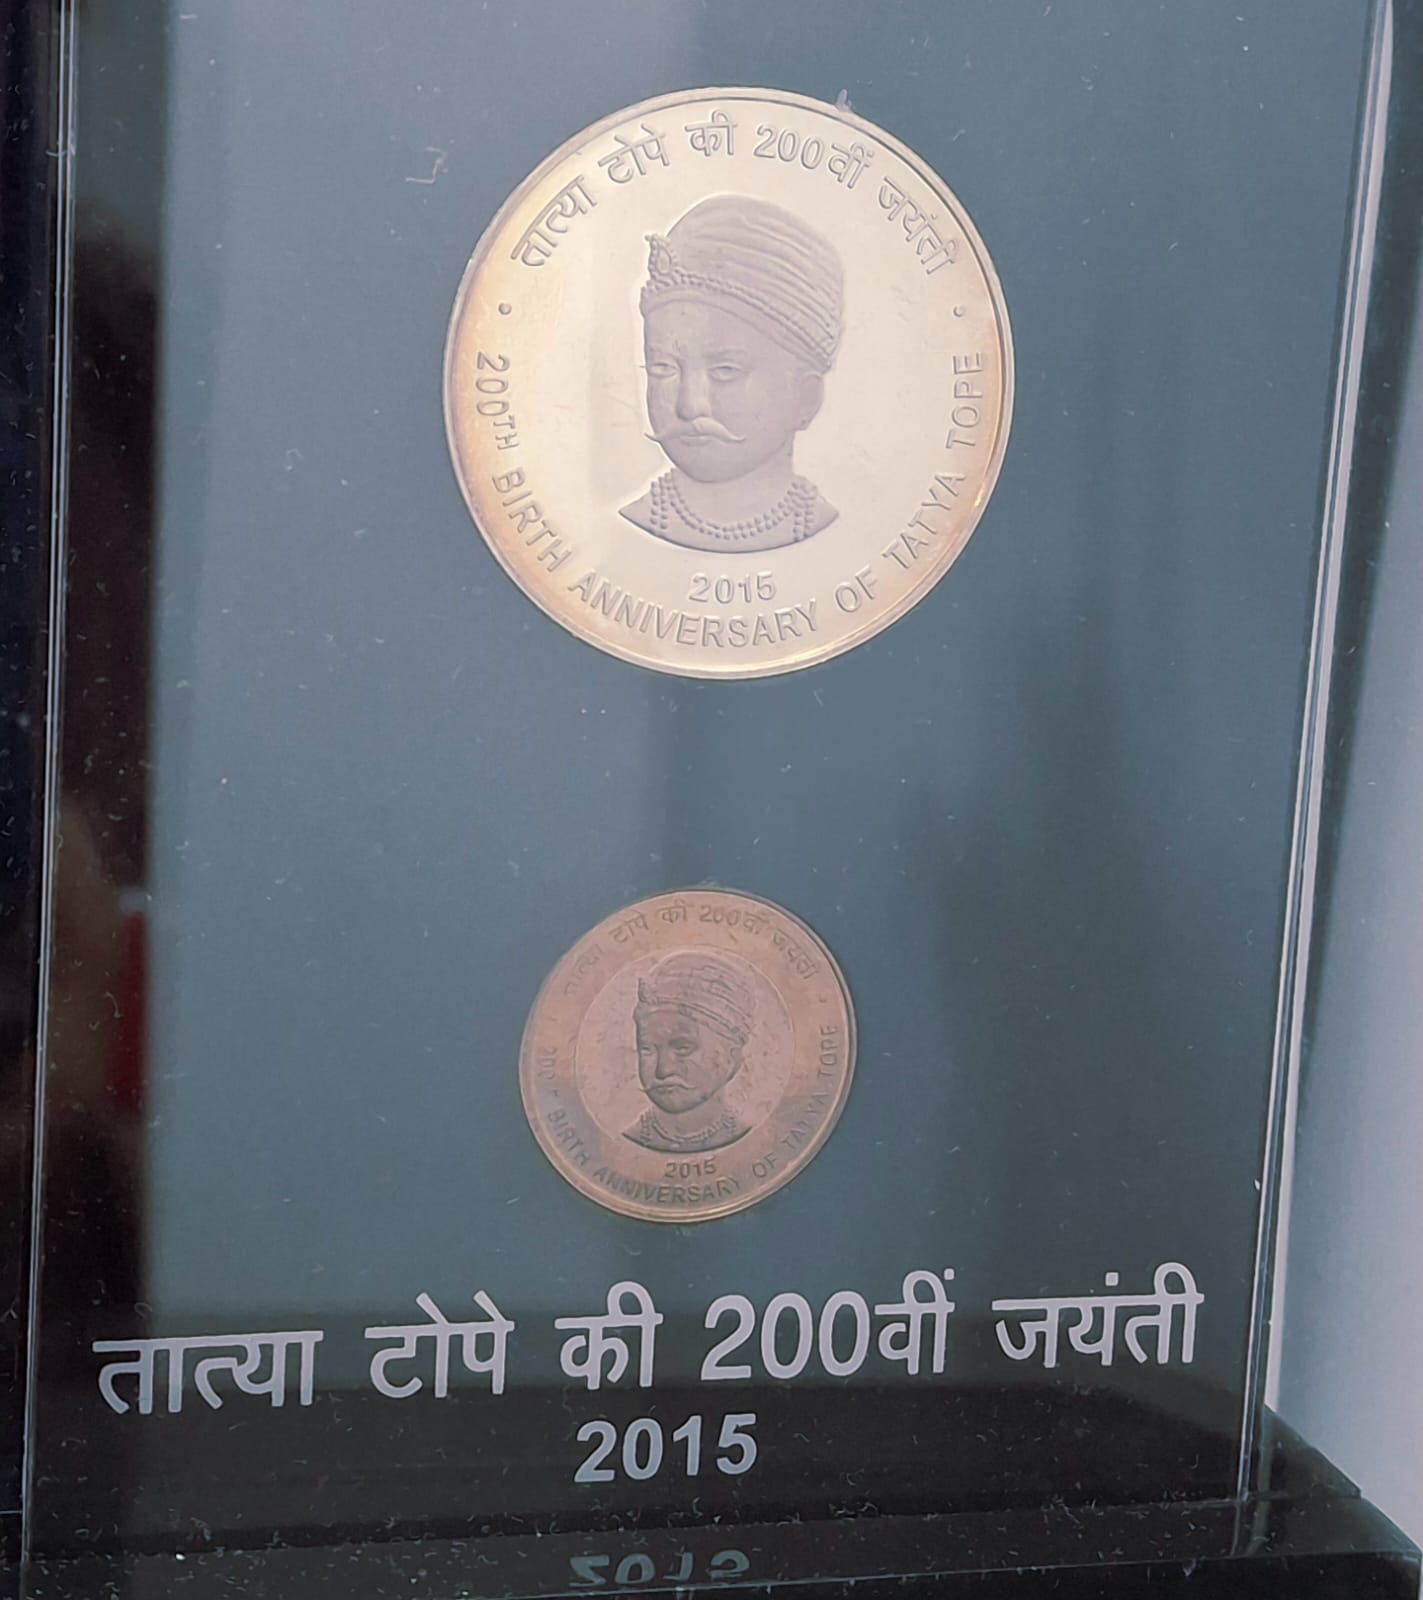 तात्या टोपे की 200वीं जयंती
2015
200TH BIRTH ANNIVERSARY OF TATYA TOPE
तात्या टोपे की 200वीं जयंती
2015
BIRTH ANNIVERSARY OF TATYA TOPE
तात्या टोपे की 200वीं जयंती
2015